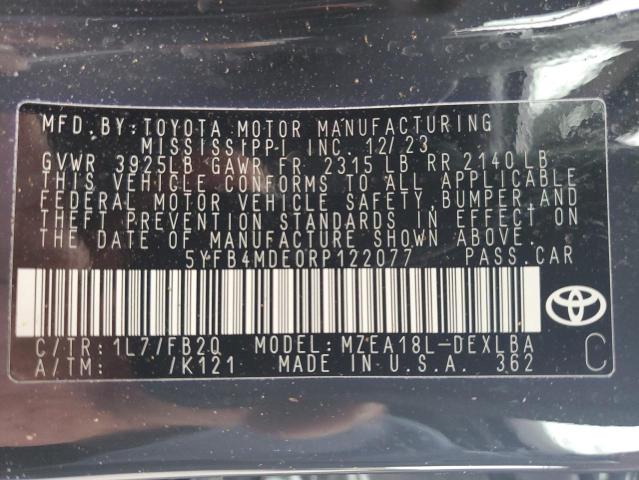 MFD. BY: TOYOTA MOTOR MANUFACTURING
MISSISSIPPI INC. 12/23
GVWR 3925LB GAWR FR 2315 LB RR 2140 LB
THIS VEHICLE CONFORMS TO ALL APPLICABLE
FEDERAL MOTOR VEHICLE SAFETY, BUMPER, AND
THEFT PREVENTION STANDARDS IN EFFECT ON
THE DATE OF MANUFACTURE SHOWN ABOVE.
5YFB4MDE0RP122077 PASS. CAR
C/TR: 1L7/FB20 MODEL: MZEA18L-DEXLBA
A/TM: /K121 MADE IN U.S.A. 362
C